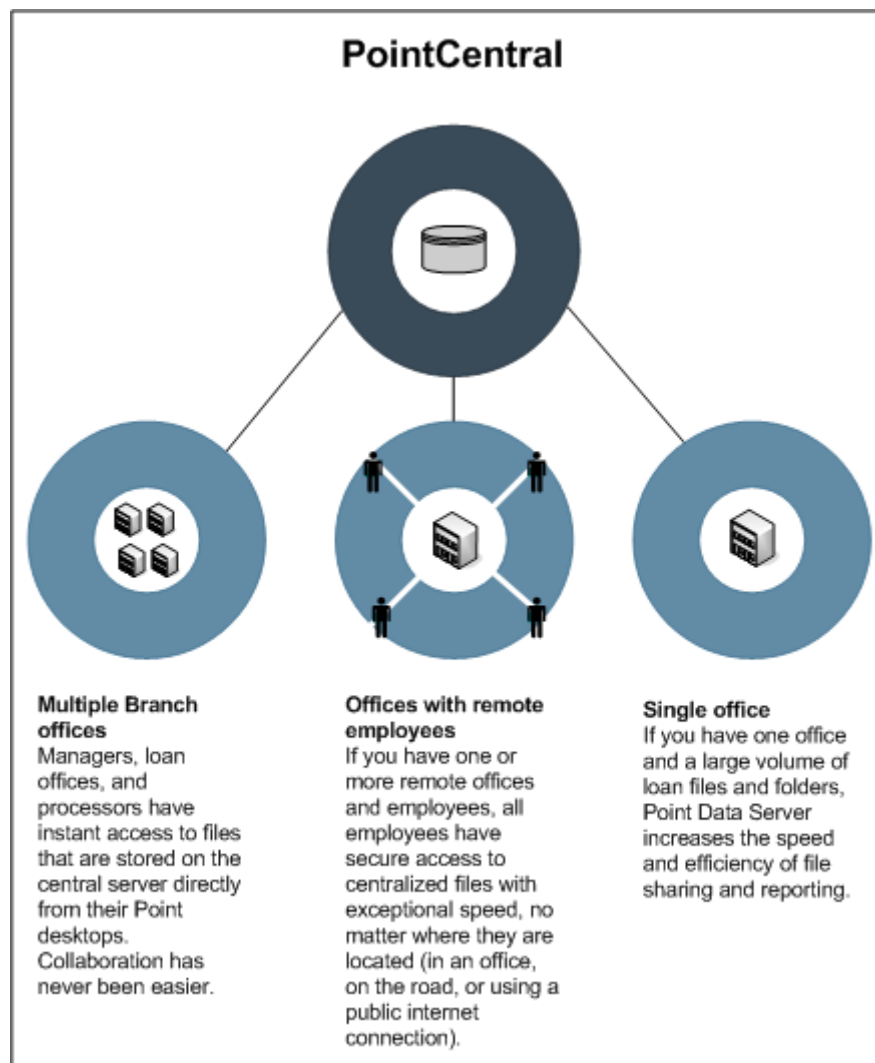 PointCentral
Multiple Branch
offices
Managers, loan
offices, and
processors have
instant access to files
that are stored on the
central server directly
from their Point
desktops.
Collaboration has
never been easier.
Offices with remote
employees
If you have one or
more remote offices
and employees, all
employees have
secure access to
centralized files with
exceptional speed, no
matter where they are
located (in an office,
on the road, or using a
public internet
connection).
Single office
If you have one office
and a large volume of
loan files and folders,
Point Data Server
increases the speed
and efficiency of file
sharing and reporting.